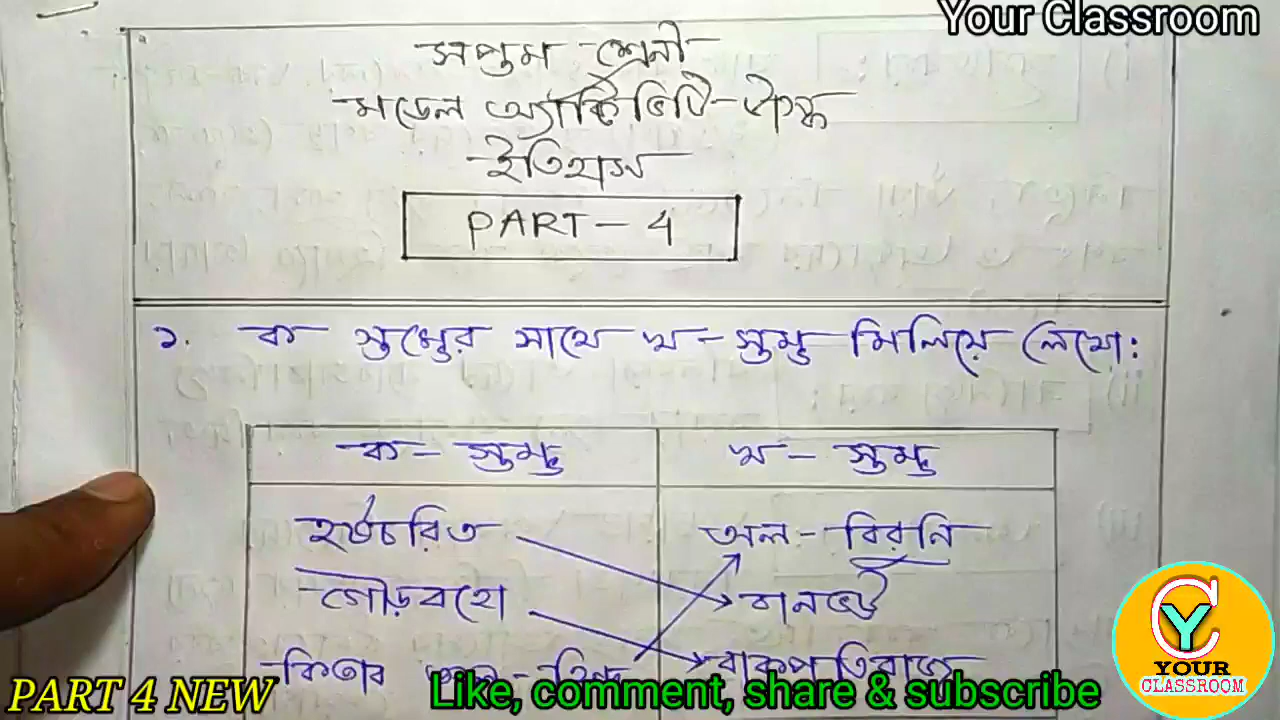 Your Classroom
সপ্তম শ্রেনী
মডেল অ্যাক্টিভিটি-টাস্ক
ইতিহাস
PART - 4
১. ক স্তম্ভের সাথে খ - স্তম্ভ মিলিয়ে লেখো:
ক - স্তম্ভ খ - স্তম্ভ
হর্ষচরিত অল - বিরুনি
গৌড়বহো বানভট্ট
কিতাব বাকপতিরাজ
PART 4 NEW
Like, comment, share & subscribe
YOUR
CLASSROOM